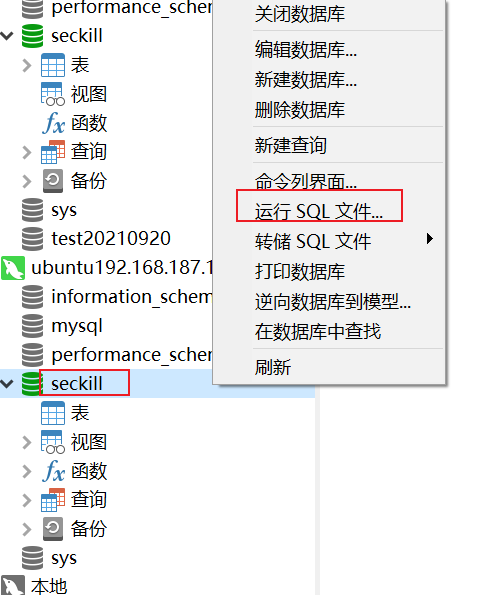 performance_scher
seckill
表
视图
函数
查询
备份
sys
test20210920
ubuntu192.168.187.1
information_schem
mysql
performance_scher
seckill
表
视图
函数
查询
备份
sys
本地
关闭数据库
编辑数据库...
新建数据库...
删除数据库
新建查询
命令列界面...
运行 SQL 文件...
转储 SQL 文件
打印数据库
逆向数据库到模型...
在数据库中查找
刷新